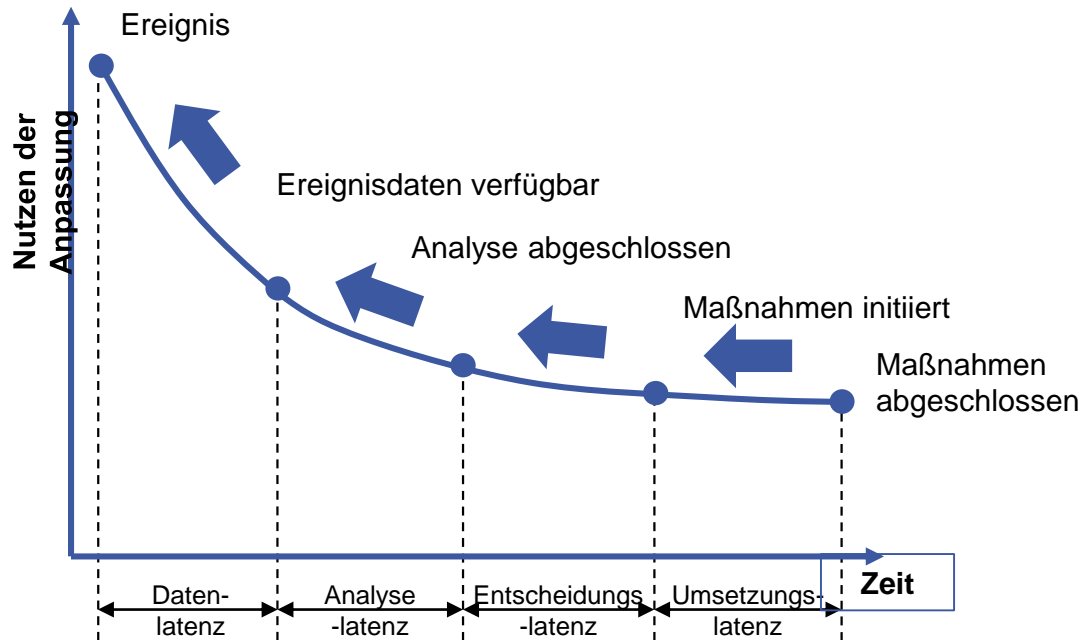 Ereignis
Nutzen der
Anpassung
Ereignisdaten verfügbar
Analyse abgeschlossen
Maßnahmen initiiert
Maßnahmen
abgeschlossen
Zeit
Daten-
latenz
Analyse
-latenz
Entscheidungs
-latenz
Umsetzungs-
latenz